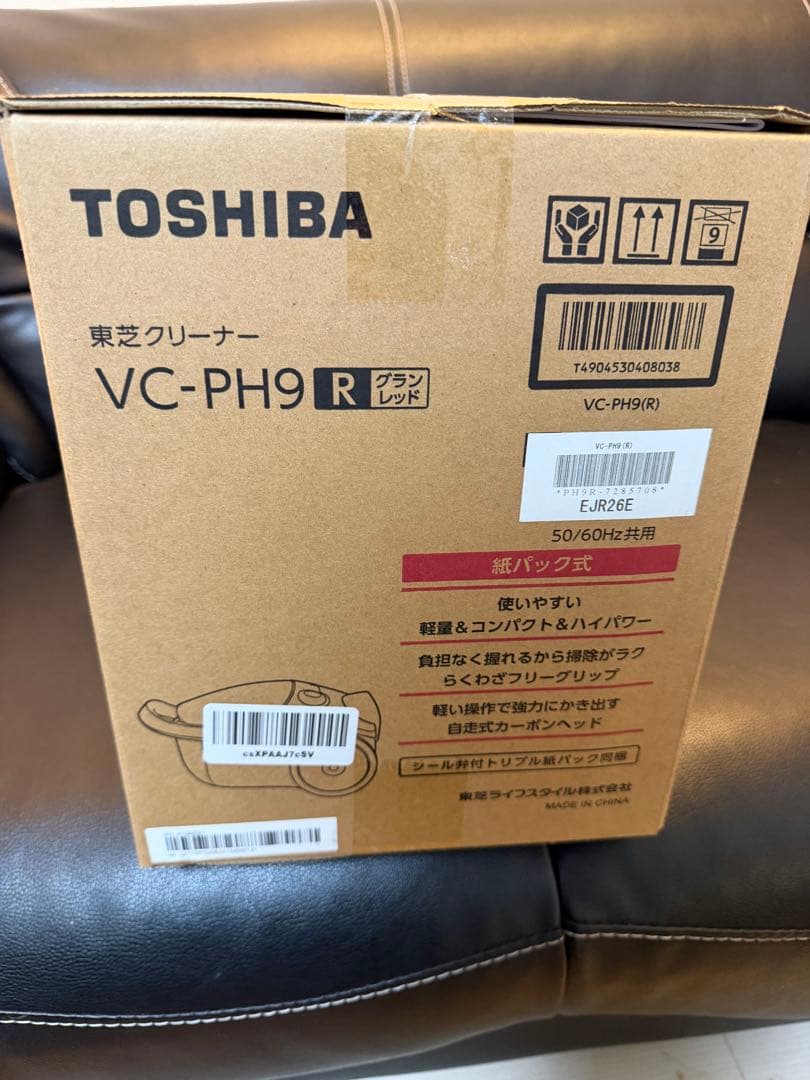 TOSHIBA
9
東芝クリーナー
VC-PH9 R グラン
レッド
T4904530408038
VC-PH9(R)
VC-PH9(R)
*PH9R-7285708*
EJR26E
50/60Hz共用
紙パック式
使いやすい
軽量&コンパクト&ハイパワー
負担なく握れるから掃除がラク
らくわざフリーグリップ
軽い操作で強力にかき出す
自走式カーボンヘッド
シール弁付トリプル紙パック同梱
csXPAAJ7cSV
東芝ライフスタイル株式会社
MADE IN CHINA